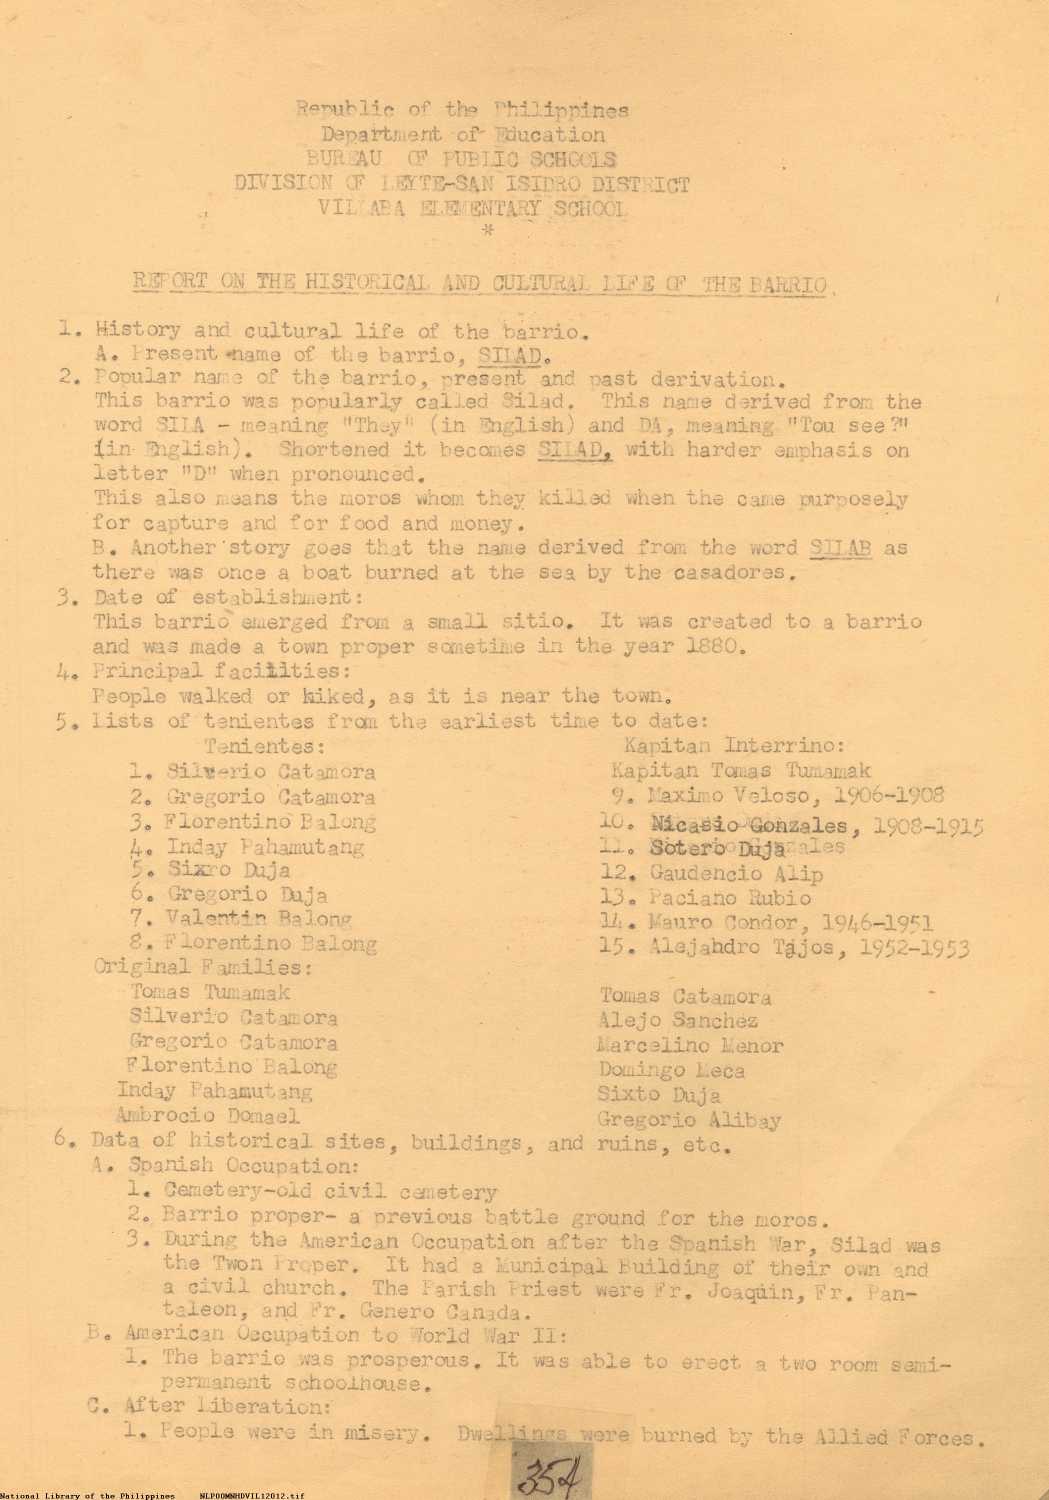 Republic of the Philippines
Department of Education
BUREAU OF PUBLIC SCHOOLS
DIVISION OF LEYTE-SAN ISIDRO DISTRICT
VILLABA ELEMENTARY SCHOOL
*
REPORT ON THE HISTORICAL AND CULTURAL LIFE OF THE BARRIO.
1. History and cultural life of the barrio.
A. Present name of the barrio, SILAD.
2. Popular name of the barrio, present and past derivation.
This barrio was popularly called Silad. This name derived from the
word SILA - meaning "They" (in English) and DA, meaning "Tou see?"
(in English). Shortened it becomes SILAD, with harder emphasis on
letter "D" when pronounced.
This also means the moros whom they killed when the came purposely
for capture and for food and money.
B. Another story goes that the name derived from the word SILAB as
there was once a boat burned at the sea by the casadores.
3. Date of establishment:
This barrio emerged from a small sitio. It was created to a barrio
and was made a town proper sometime in the year 1880.
4. Principal facilities:
People walked or hiked, as it is near the town.
5. Lists of tenientes from the earliest time to date:
Tenientes:
1. Silverio Catamora
2. Gregorio Catamora
3. Florentino Balong
4. Inday Pahamutang
5. Sixro Duja
6. Gregorio Duja
7. Valentin Balong
8. Florentino Balong
Kapitan Interrino:
Kapitan Tomas Tumamak
9. Maximo Veloso, 1906-1908
10. Nicasio Gonzales, 1908-1915
11. Sotero Duja
12. Gaudencio Alip
13. Paciano Rubio
14. Mauro Condor, 1946-1951
15. Alejahdro Tajos, 1952-1953
Original Families:
Tomas Tumamak
Silverio Catamora
Gregorio Catamora
Florentino Balong
Inday Pahamutang
Ambrocio Domael
Tomas Catamora
Alejo Sanchez
Marcelino Menor
Domingo Meca
Sixto Duja
Gregorio Alibay
6. Data of historical sites, buildings, and ruins, etc.
A. Spanish Occupation:
1. Cemetery-old civil cemetery
2. Barrio proper- a previous battle ground for the moros.
3. During the American Occupation after the Spanish War, Silad was
the Twon Proper. It had a Municipal Building of their own and
a civil church. The Parish Priest were Fr. Joaquin, Fr. Pan-
taleon, and Fr. Genero Canada.
B. American Occupation to World War II:
1. The barrio was prosperous. It was able to erect a two room semi-
permanent schoolhouse.
C. After Liberation:
1. People were in misery. Dwellings were burned by the Allied Forces.
354
National Library of the Philippines NLPOOMNHDVIL12012.tif